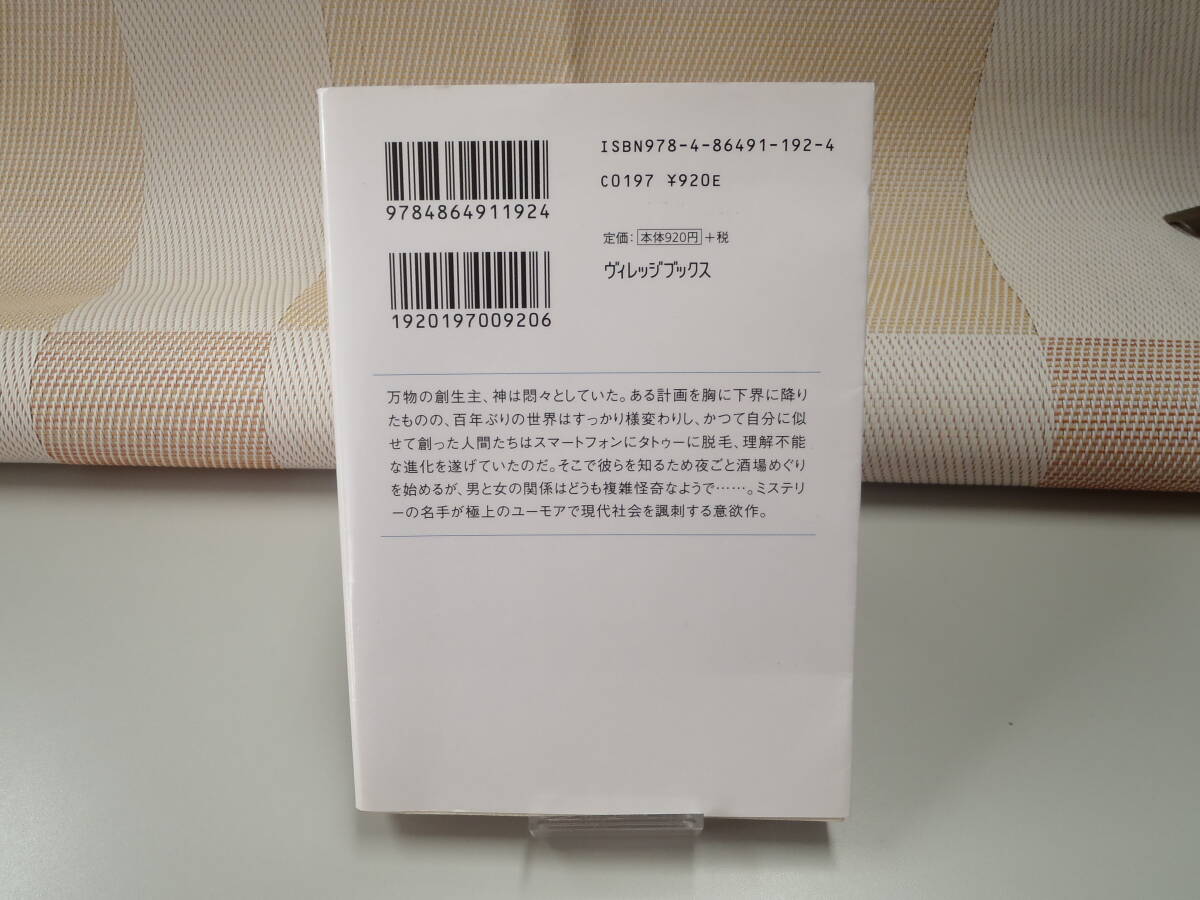 9784864911924
1920197009206
ISBN978-4-86491-192-4
C0197 ¥920E
定価：本体920円＋税
ヴィレッジブックス
万物の創生主、神は悶々としていた。ある計画を胸に下界に降り
たものの、百年ぶりの世界はすっかり様変わりし、かつて自分に似
せて創った人間たちはスマートフォンにタトゥーに脱毛、理解不能
な進化を遂げていたのだ。そこで彼らを知るため夜ごと酒場めぐり
を始めるが、男と女の関係はどうも複雑怪奇なようで……。ミステリ
ーの名手が極上のユーモアで現代社会を諷刺する意欲作。